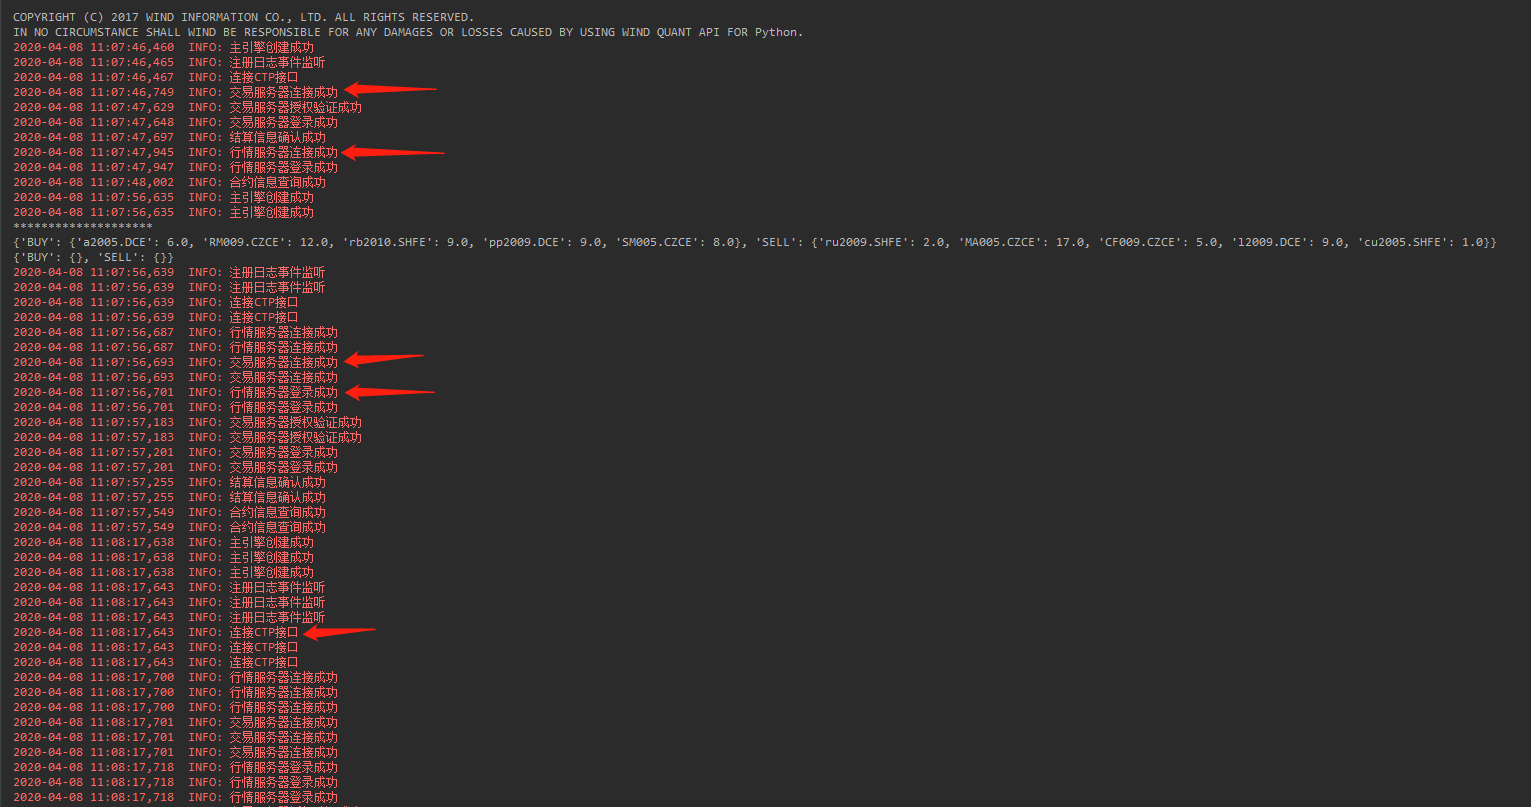 COPYRIGHT (C) 2017 WIND INFORMATION CO., LTD. ALL RIGHTS RESERVED.
IN NO CIRCUMSTANCE SHALL WIND BE RESPONSIBLE FOR ANY DAMAGES OR LOSSES CAUSED BY USING WIND QUANT API FOR Python.
2020-04-08 11:07:46,460  INFO: 主引擎创建成功
2020-04-08 11:07:46,465  INFO: 注册日志事件监听
2020-04-08 11:07:46,467  INFO: 连接CTP接口
2020-04-08 11:07:46,749  INFO: 交易服务器连接成功
2020-04-08 11:07:47,629  INFO: 交易服务器授权验证成功
2020-04-08 11:07:47,648  INFO: 交易服务器登录成功
2020-04-08 11:07:47,697  INFO: 结算信息确认成功
2020-04-08 11:07:47,945  INFO: 行情服务器连接成功
2020-04-08 11:07:47,947  INFO: 行情服务器登录成功
2020-04-08 11:07:48,002  INFO: 合约信息查询成功
2020-04-08 11:07:56,635  INFO: 主引擎创建成功
2020-04-08 11:07:56,635  INFO: 主引擎创建成功
********************
{'BUY': {'a2005.DCE': 6.0, 'RM009.CZCE': 12.0, 'rb2010.SHFE': 9.0, 'pp2009.DCE': 9.0, 'SM005.CZCE': 8.0}, 'SELL': {'ru2009.SHFE': 2.0, 'MA005.CZCE': 17.0, 'CF009.CZCE': 5.0, 'l2009.DCE': 9.0, 'cu2005.SHFE': 1.0}}
{'BUY': {}, 'SELL': {}}
2020-04-08 11:07:56,639  INFO: 注册日志事件监听
2020-04-08 11:07:56,639  INFO: 注册日志事件监听
2020-04-08 11:07:56,639  INFO: 连接CTP接口
2020-04-08 11:07:56,639  INFO: 连接CTP接口
2020-04-08 11:07:56,687  INFO: 行情服务器连接成功
2020-04-08 11:07:56,687  INFO: 行情服务器连接成功
2020-04-08 11:07:56,693  INFO: 交易服务器连接成功
2020-04-08 11:07:56,693  INFO: 交易服务器连接成功
2020-04-08 11:07:56,701  INFO: 行情服务器登录成功
2020-04-08 11:07:56,701  INFO: 行情服务器登录成功
2020-04-08 11:07:57,183  INFO: 交易服务器授权验证成功
2020-04-08 11:07:57,183  INFO: 交易服务器授权验证成功
2020-04-08 11:07:57,201  INFO: 交易服务器登录成功
2020-04-08 11:07:57,201  INFO: 交易服务器登录成功
2020-04-08 11:07:57,255  INFO: 结算信息确认成功
2020-04-08 11:07:57,255  INFO: 结算信息确认成功
2020-04-08 11:07:57,549  INFO: 合约信息查询成功
2020-04-08 11:07:57,549  INFO: 合约信息查询成功
2020-04-08 11:08:17,638  INFO: 主引擎创建成功
2020-04-08 11:08:17,638  INFO: 主引擎创建成功
2020-04-08 11:08:17,638  INFO: 主引擎创建成功
2020-04-08 11:08:17,643  INFO: 注册日志事件监听
2020-04-08 11:08:17,643  INFO: 注册日志事件监听
2020-04-08 11:08:17,643  INFO: 注册日志事件监听
2020-04-08 11:08:17,643  INFO: 连接CTP接口
2020-04-08 11:08:17,643  INFO: 连接CTP接口
2020-04-08 11:08:17,643  INFO: 连接CTP接口
2020-04-08 11:08:17,700  INFO: 行情服务器连接成功
2020-04-08 11:08:17,700  INFO: 行情服务器连接成功
2020-04-08 11:08:17,700  INFO: 行情服务器连接成功
2020-04-08 11:08:17,701  INFO: 交易服务器连接成功
2020-04-08 11:08:17,701  INFO: 交易服务器连接成功
2020-04-08 11:08:17,701  INFO: 交易服务器连接成功
2020-04-08 11:08:17,718  INFO: 行情服务器登录成功
2020-04-08 11:08:17,718  INFO: 行情服务器登录成功
2020-04-08 11:08:17,718  INFO: 行情服务器登录成功